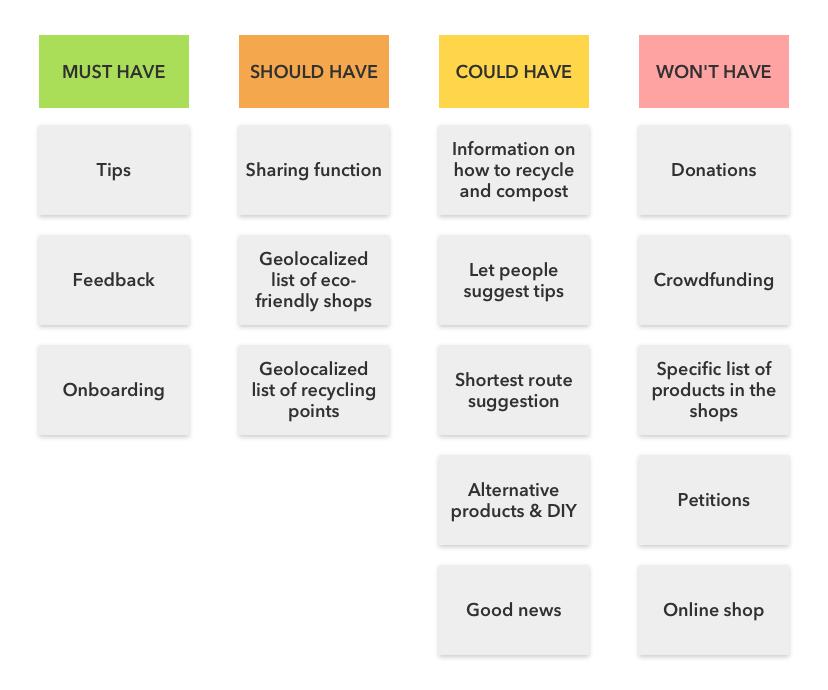 MUST HAVE
SHOULD HAVE
COULD HAVE
WON'T HAVE
Tips
Sharing function
Information on
how to recycle
and compost
Donations
Feedback
Geolocalized
list of eco-
friendly shops
Let people
suggest tips
Crowdfunding
Onboarding
Geolocalized
list of recycling
points
Shortest route
suggestion
Specific list of
products in the
shops
Alternative
products & DIY
Petitions
Good news
Online shop